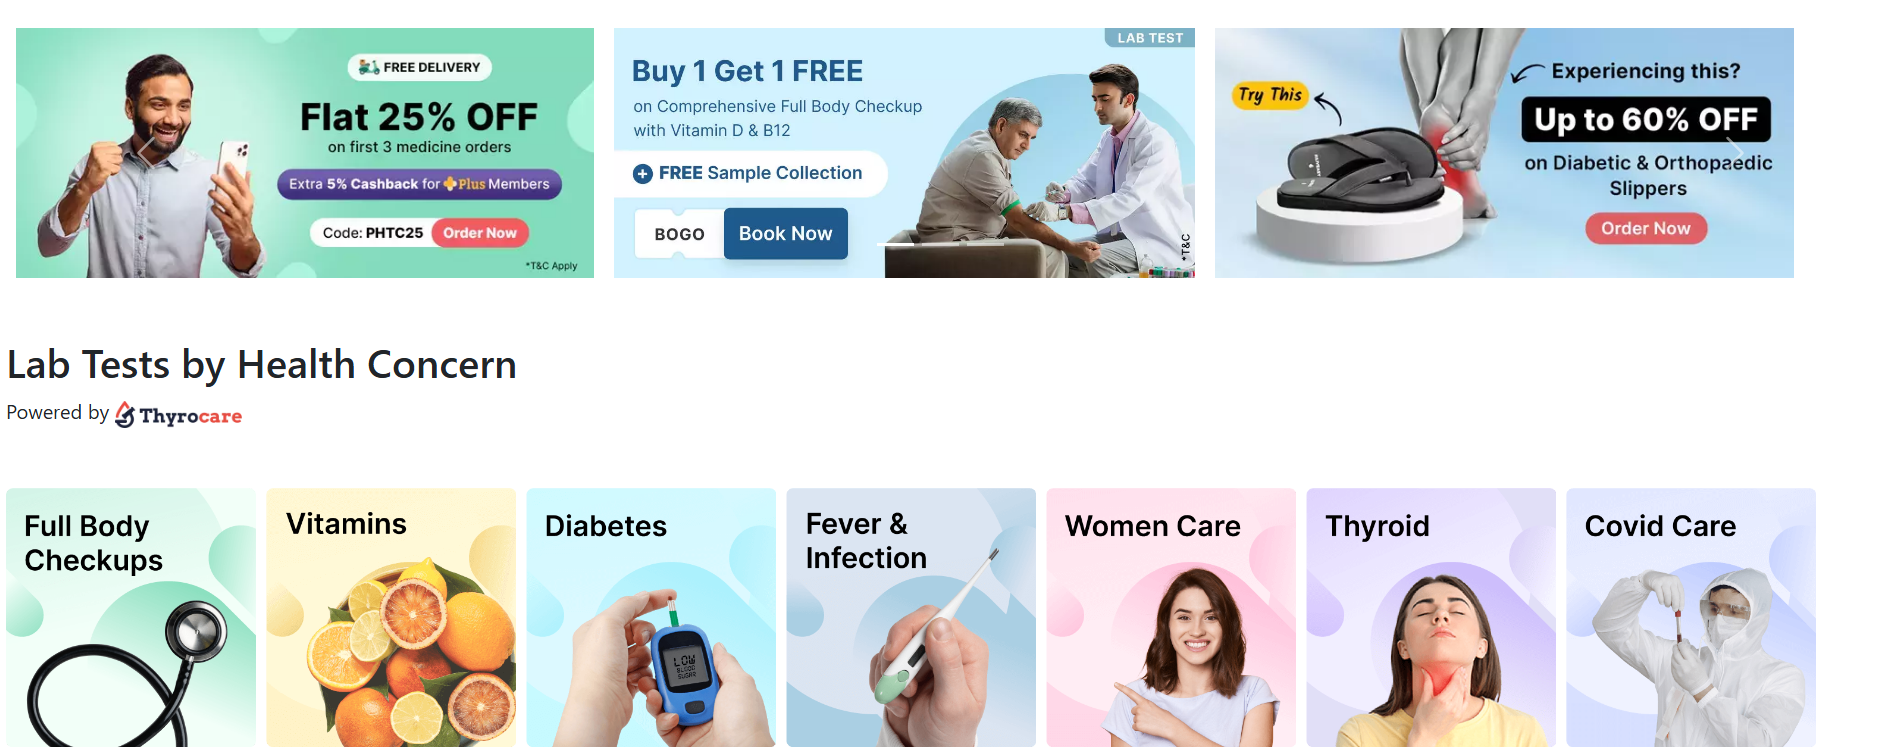 FREE DELIVERY
Flat 25% OFF
on first 3 medicine orders
Extra 5% Cashback for Plus Members
Code: PHTC25 Order Now
*T&C Apply
LAB TEST
Buy 1 Get 1 FREE
on Comprehensive Full Body Checkup
with Vitamin D & B12
FREE Sample Collection
BOGO Book Now
*T&C
Try This
Experiencing this?
Up to 60% OFF
on Diabetic & Orthopaedic
Slippers
Order Now
Lab Tests by Health Concern
Powered by Thyrocare
Full Body
Checkups
Vitamins
Diabetes
LOW
BLOOD
SUGAR
Fever &
Infection
Women Care
Thyroid
Covid Care